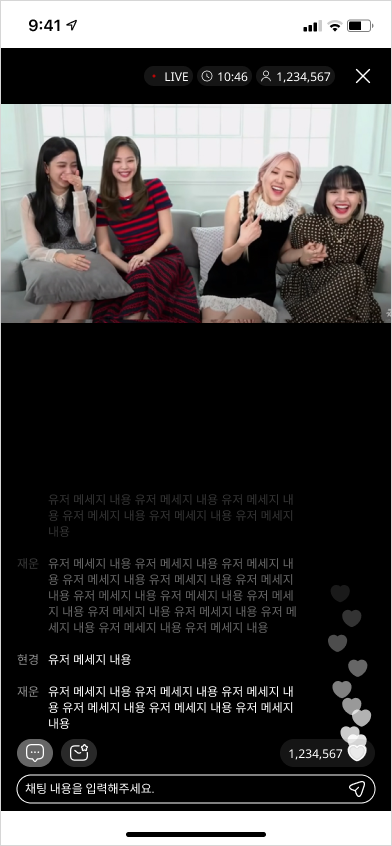 9:41
LIVE
10:46
1,234,567
유저 메세지 내용 유저 메세지 내용 유저 메세지 내
용 유저 메세지 내용 유저 메세지 내용 유저 메세지
내용
재운
유저 메세지 내용 유저 메세지 내용 유저 메세지 내
용 유저 메세지 내용 유저 메세지 내용 유저 메세지
내용 유저 메세지 내용 유저 메세지 내용 유저 메세
지 내용 유저 메세지 내용 유저 메세지 내용 유저 메
세지 내용 유저 메세지 내용 유저 메세지 내용
현경
유저 메세지 내용
재운
유저 메세지 내용 유저 메세지 내용 유저 메세지 내
용 유저 메세지 내용 유저 메세지 내용 유저 메세지
내용
1,234,567
채팅 내용을 입력해주세요.